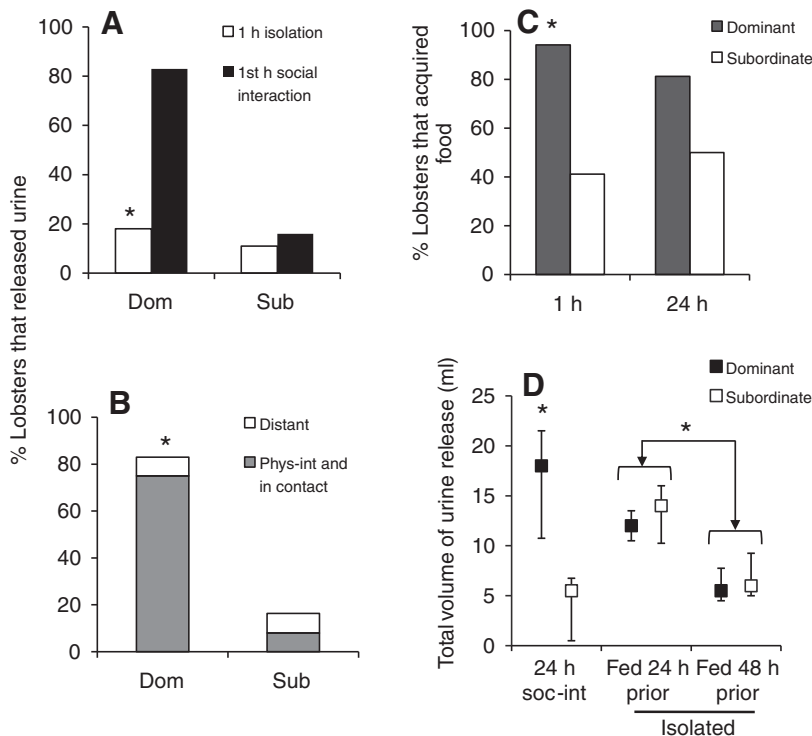 A
1 h isolation
1st h social
interaction
100
80
60
40
20
0
*
Dom
Sub
% Lobsters that released urine
B
Distant
Phys-int and
in contact
100
80
60
40
20
0
*
Dom
Sub
C
Dominant
Subordinate
% Lobsters that acquired
food
100
80
60
40
20
0
*
1 h
24 h
D
Dominant
Subordinate
Total volume of urine release (ml)
25
20
15
10
5
0
*
*
24 h
soc-int
Fed 24 h
prior
Fed 48 h
prior
Isolated